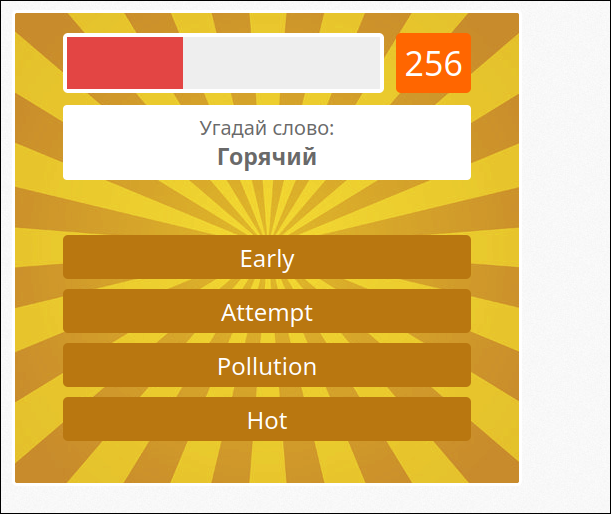 256
Угадай слово:
Горячий
Early
Attempt
Pollution
Hot